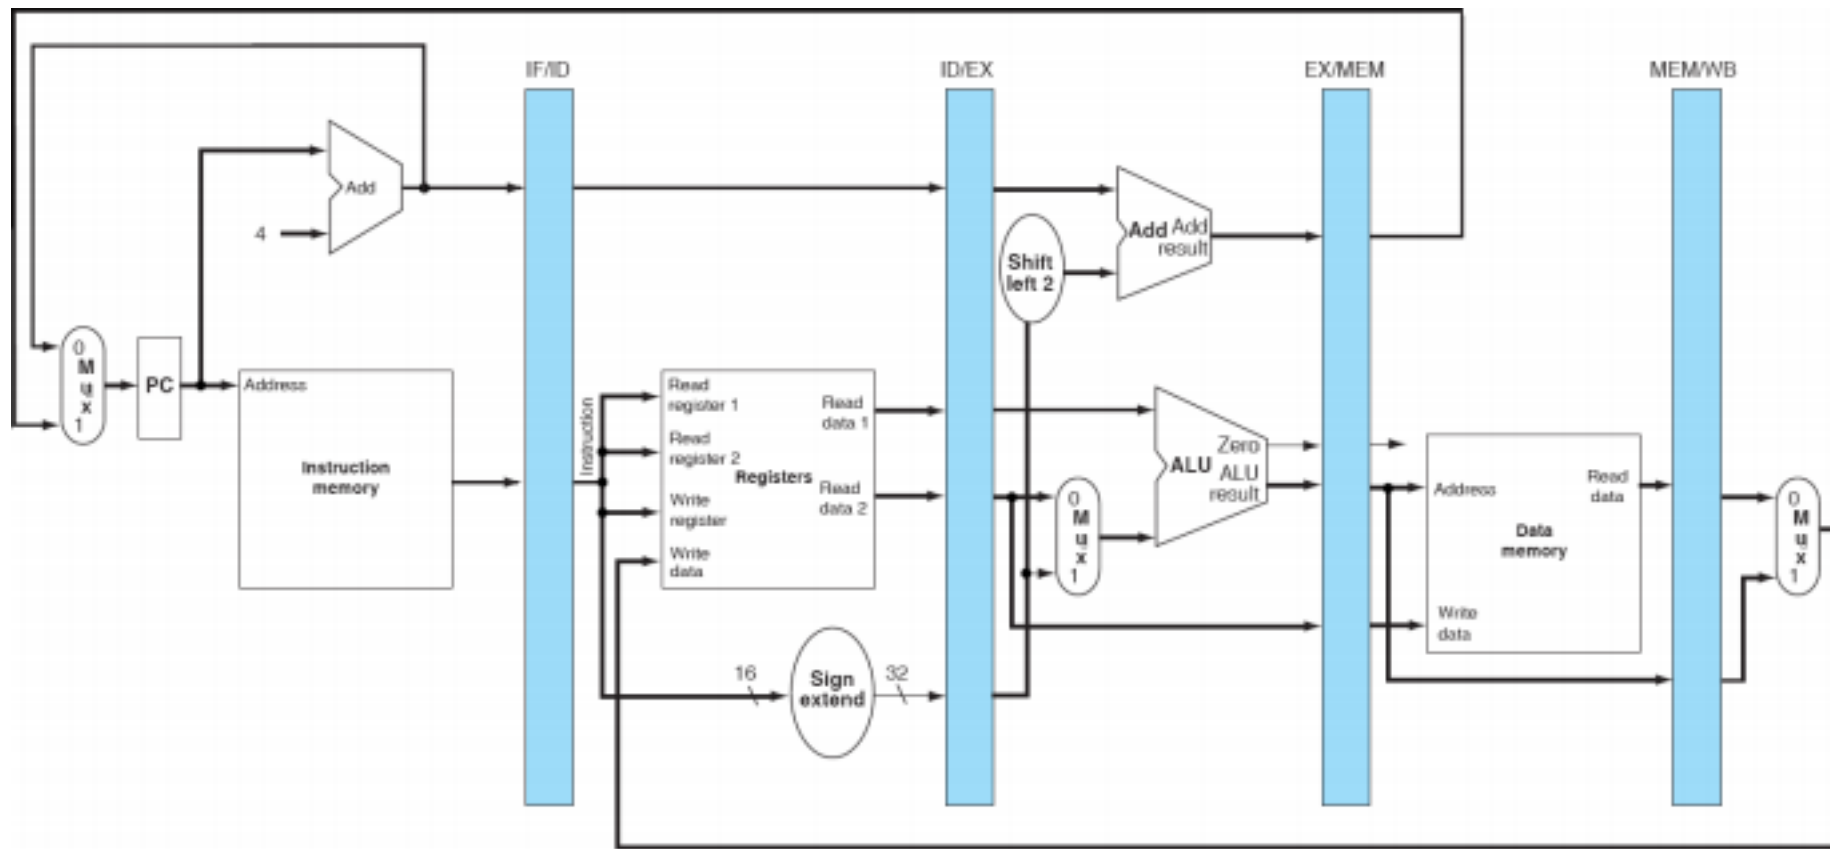 IF/ID
ID/EX
EX/MEM
MEM/WB
Add
4
0
M
u
x
1
PC
Address
Instruction
memory
Instruction
Read
register 1
Read
register 2
Write
register
Write
data
Registers
Read
data 1
Read
data 2
16
Sign
extend
32
Shift
left 2
Add
Add
result
0
M
u
x
1
ALU
Zero
ALU
result
Address
Read
data
Data
memory
Write
data
0
M
u
x
1